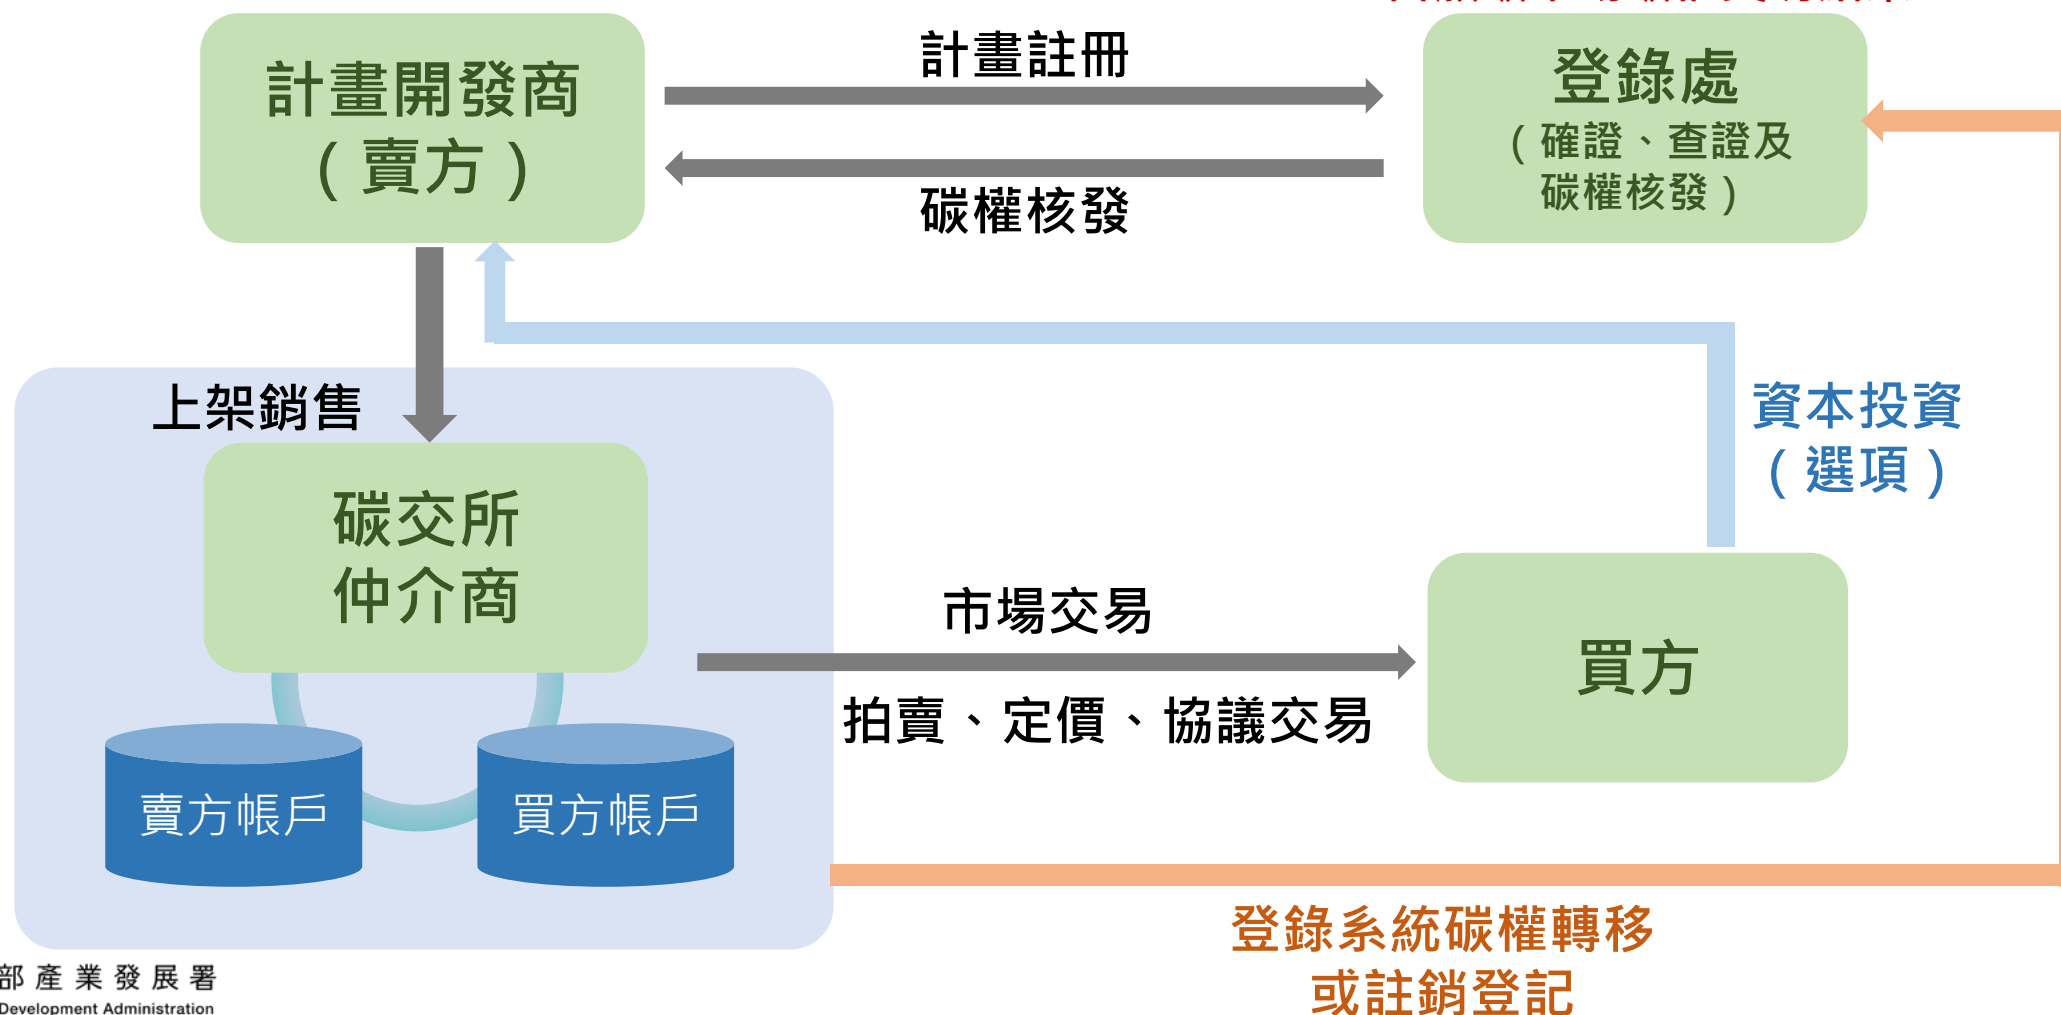 計畫開發商
（賣方）
計畫註冊
碳權核發
登錄處
（確證、查證及
碳權核發）
上架銷售
資本投資
（選項）
碳交所
仲介商
市場交易
拍賣、定價、協議交易
買方
賣方帳戶
買方帳戶
登錄系統碳權轉移
或註銷登記
部產業發展署
Development Administration